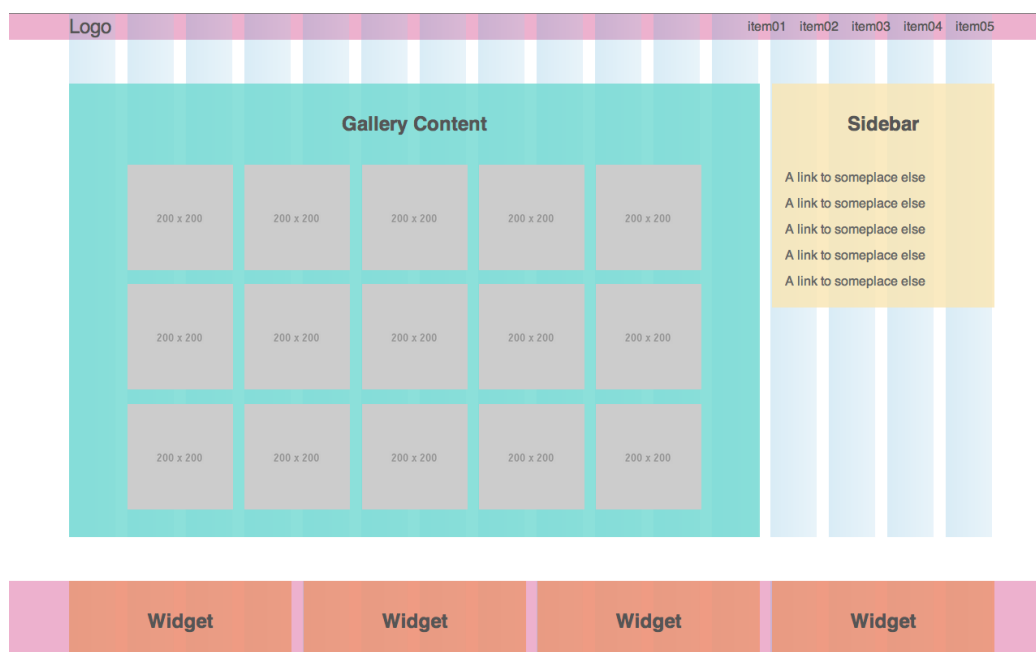 Logo item01 item02 item03 item04 item05
Gallery Content
200 x 200 200 x 200 200 x 200 200 x 200 200 x 200
200 x 200 200 x 200 200 x 200 200 x 200 200 x 200
200 x 200 200 x 200 200 x 200 200 x 200 200 x 200
Sidebar
A link to someplace else
A link to someplace else
A link to someplace else
A link to someplace else
A link to someplace else
Widget Widget Widget Widget